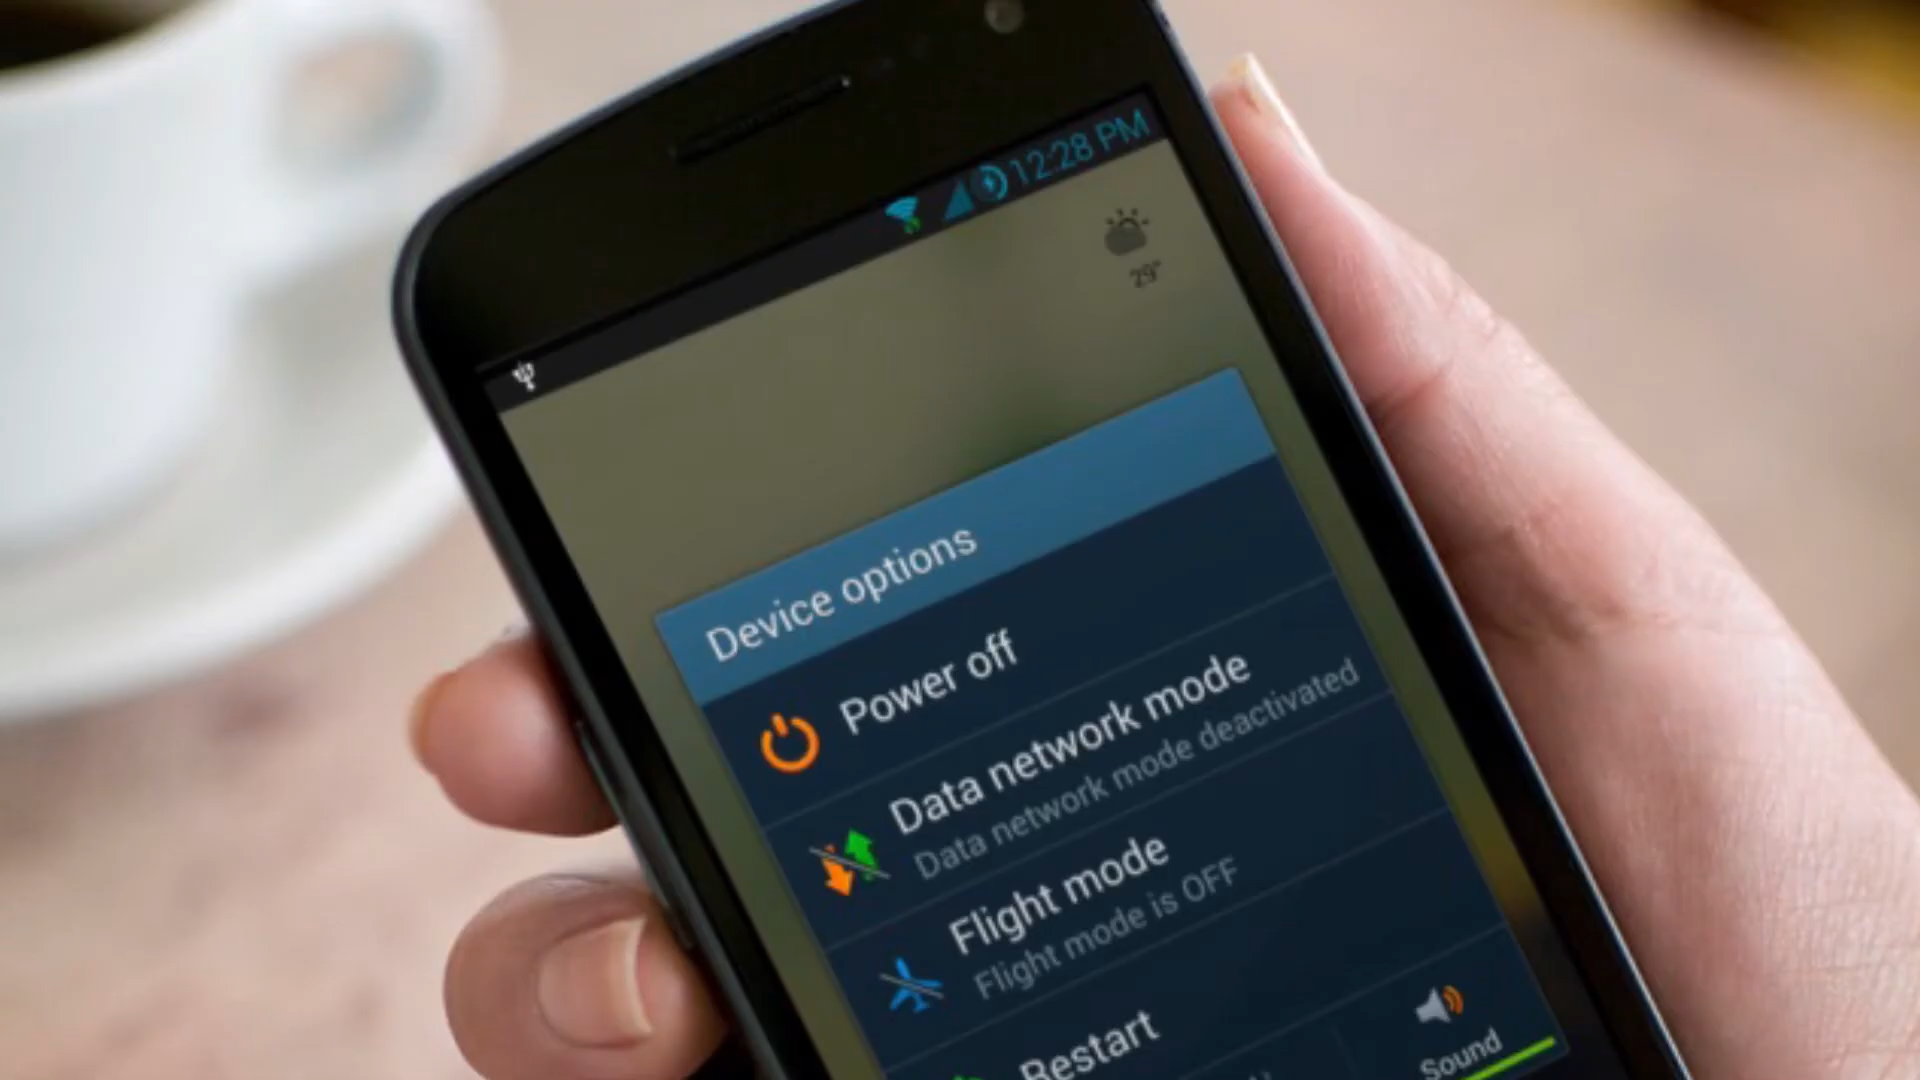 12:28 PM
29°
Device options
Power off
Data network mode
Data network mode deactivated
Flight mode
Flight mode is OFF
Restart
Sound